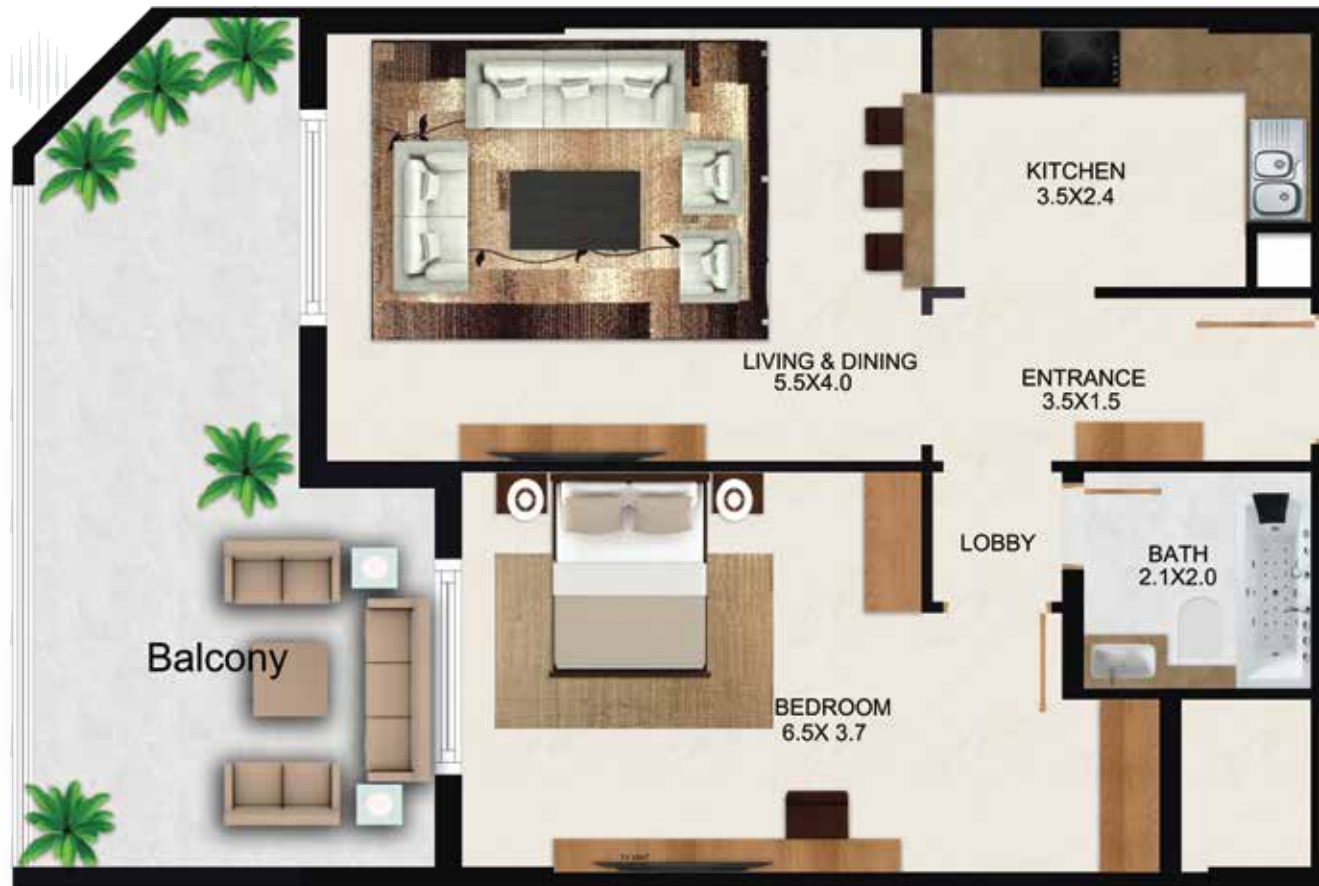 KITCHEN
3.5X2.4
LIVING & DINING
5.5X4.0
ENTRANCE
3.5X1.5
LOBBY
BATH
2.1X2.0
Balcony
BEDROOM
6.5X 3.7